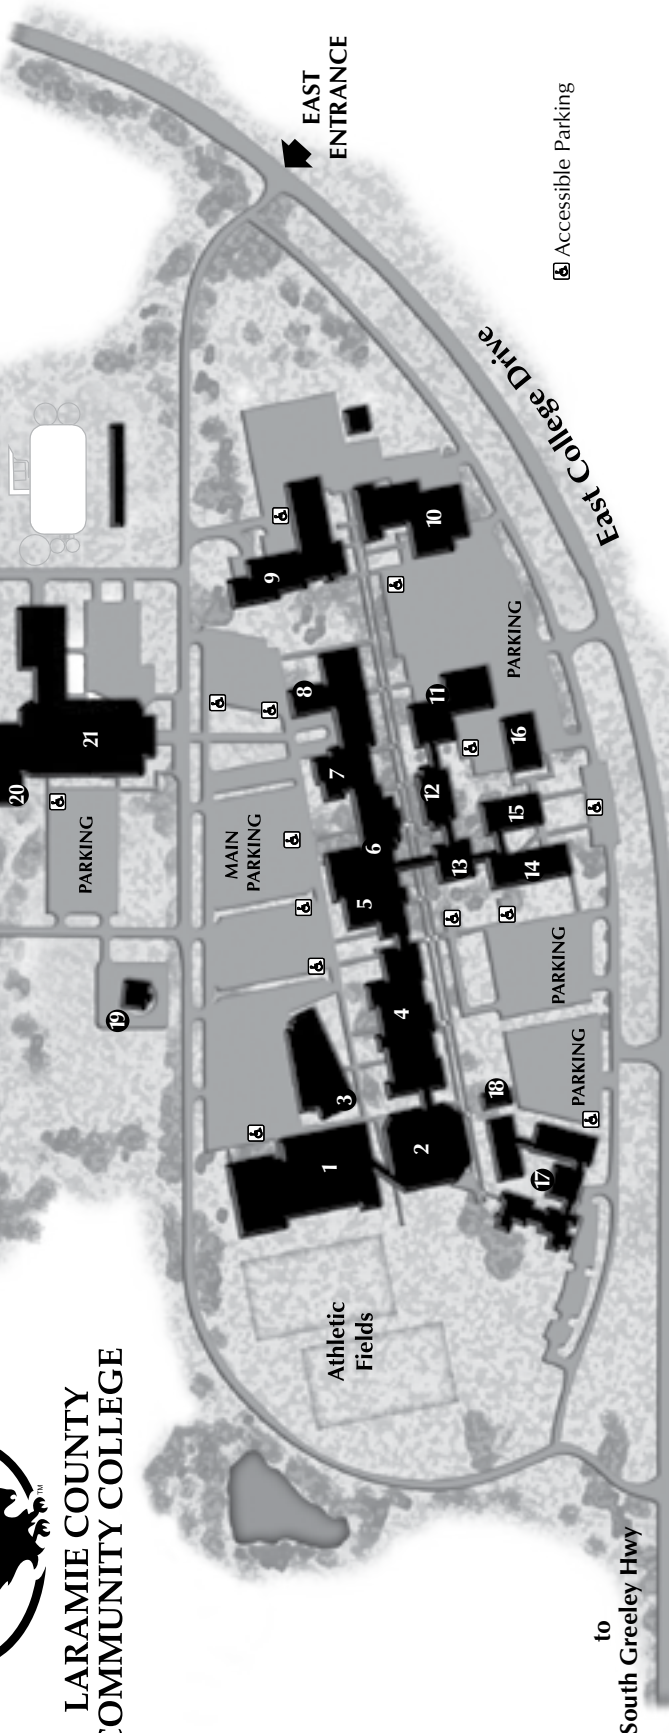 LARAMIE COUNTY
COMMUNITY COLLEGE
TM
EAST
ENTRANCE
Accessible Parking
East College Drive
to
South Greeley Hwy
Athletic
Fields
MAIN
PARKING
PARKING
PARKING
PARKING
PARKING
1
2
3
4
5
6
7
8
9
10
11
12
13
14
15
16
17
18
19
20
21